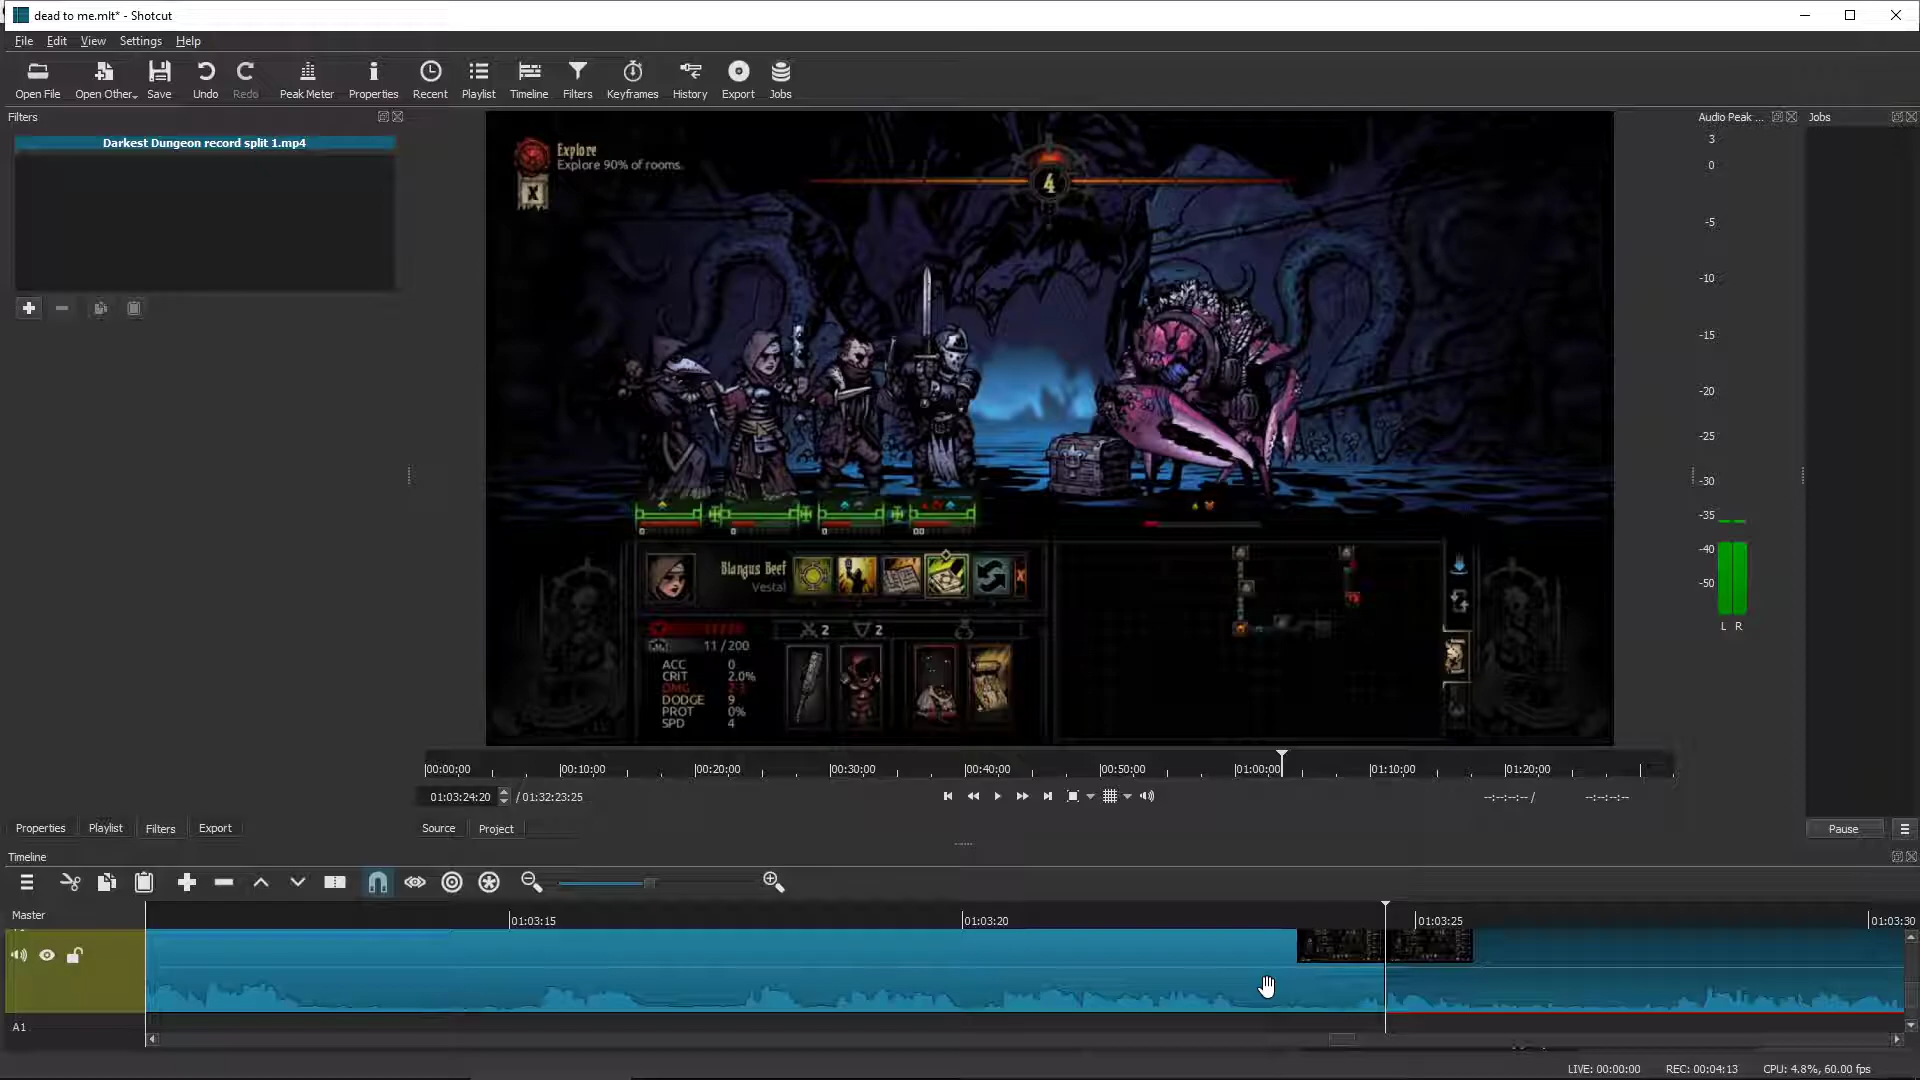 dead to me.mlt* - Shotcut
File Edit View Settings Help
Open File Open Other.. Save Undo Redo Peak Meter Properties Recent Playlist Timeline Filters Keyframes History Export Jobs
Filters
Darkest Dungeon record split 1.mp4
Audio Peak ...
Jobs
3
0
-5
-10
-15
-20
-25
-30
-35
-40
-50
L R
Explore
Explore 90% of rooms.
X
4
Blangus Beef
Vestal
2 2
11 / 200
ACC 0
CRIT 2.0%
DMG 2-3
DODGE 9
PROT 0%
SPD 4
00:00:00 00:10:00 00:20:00 00:30:00 00:40:00 00:50:00 01:00:00 01:10:00 01:20:00
01:03:24:20 / 01:32:23:25
--:--:--:-- / --:--:--:--
Properties Playlist Filters Export
Source Project
Pause
Timeline
Master
01:03:15 01:03:20 01:03:25 01:03:30
A1
LIVE: 00:00:00 REC: 00:04:13 CPU: 4.8%, 60.00 fps